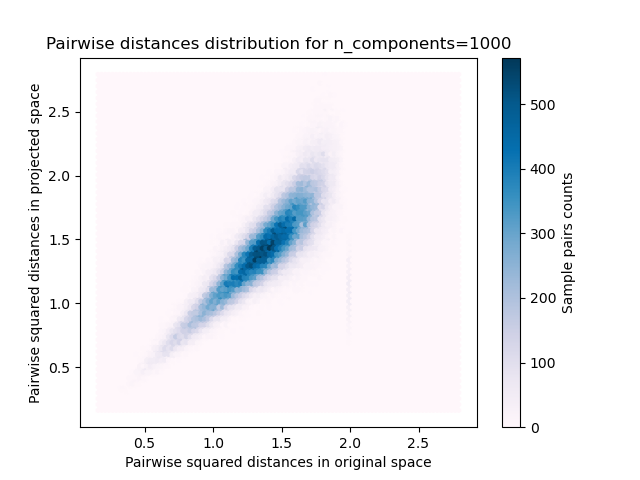 Pairwise distances distribution for n_components=1000
Pairwise squared distances in projected space
2.5
2.0
1.5
1.0
0.5
0.5 1.0 1.5 2.0 2.5
Pairwise squared distances in original space
500
400
300
200
100
0
Sample pairs counts